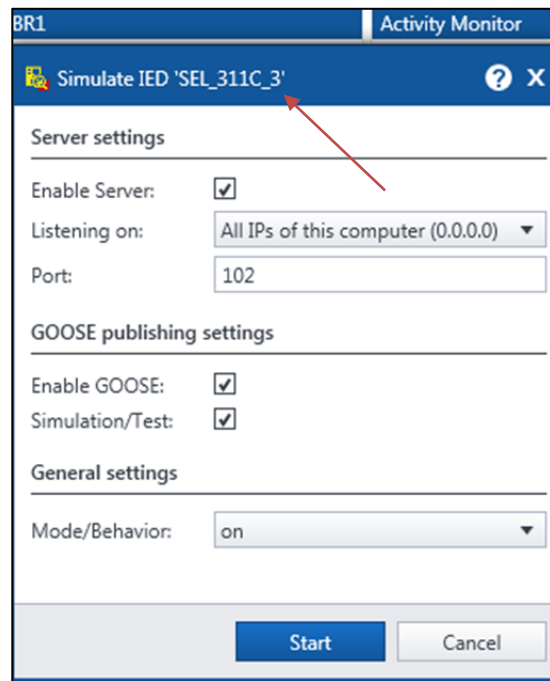 BR1 Activity Monitor
Simulate IED 'SEL_311C_3' ? X
Server settings
Enable Server:
Listening on: All IPs of this computer (0.0.0.0)
Port: 102
GOOSE publishing settings
Enable GOOSE:
Simulation/Test:
General settings
Mode/Behavior: on
Start Cancel